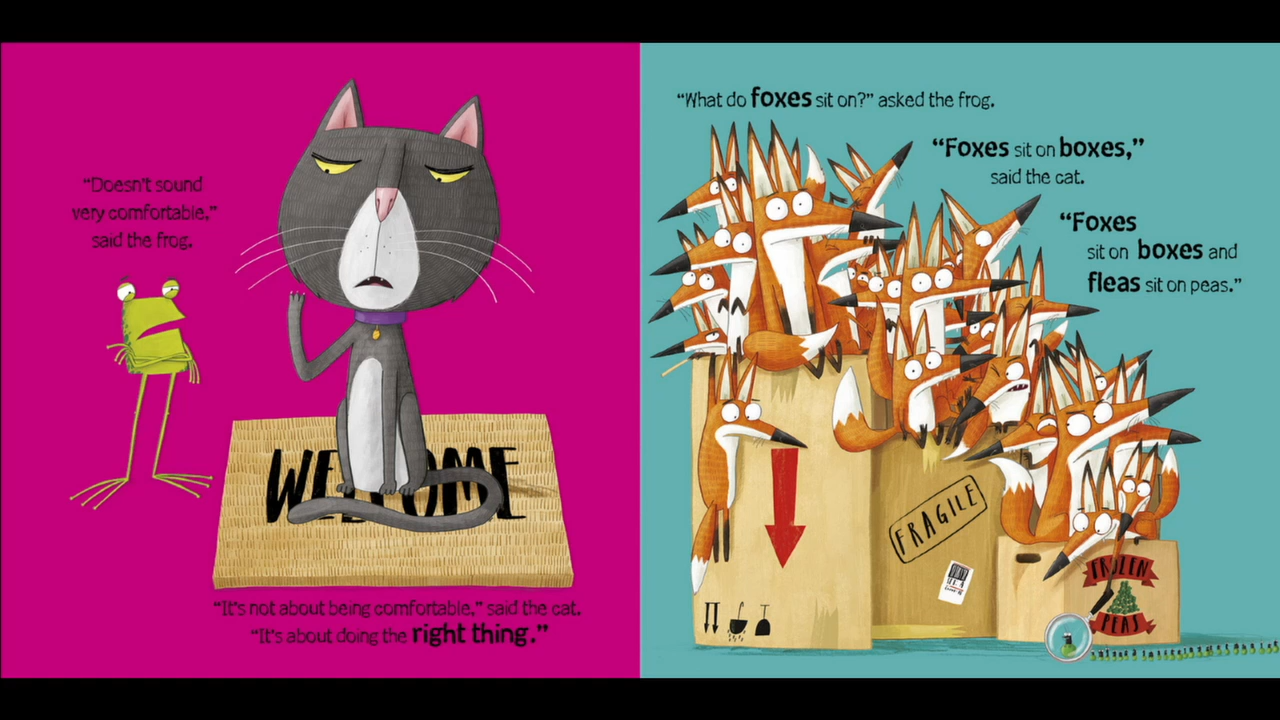 “Doesn't sound
very comfortable,”
said the frog.
WELCOME
“It's not about being comfortable,” said the cat.
“It's about doing the right thing.”
“What do foxes sit on?” asked the frog.
“Foxes sit on boxes,”
said the cat.
“Foxes
sit on boxes and
fleas sit on peas.”
FRAGILE
FROZEN
PEAS